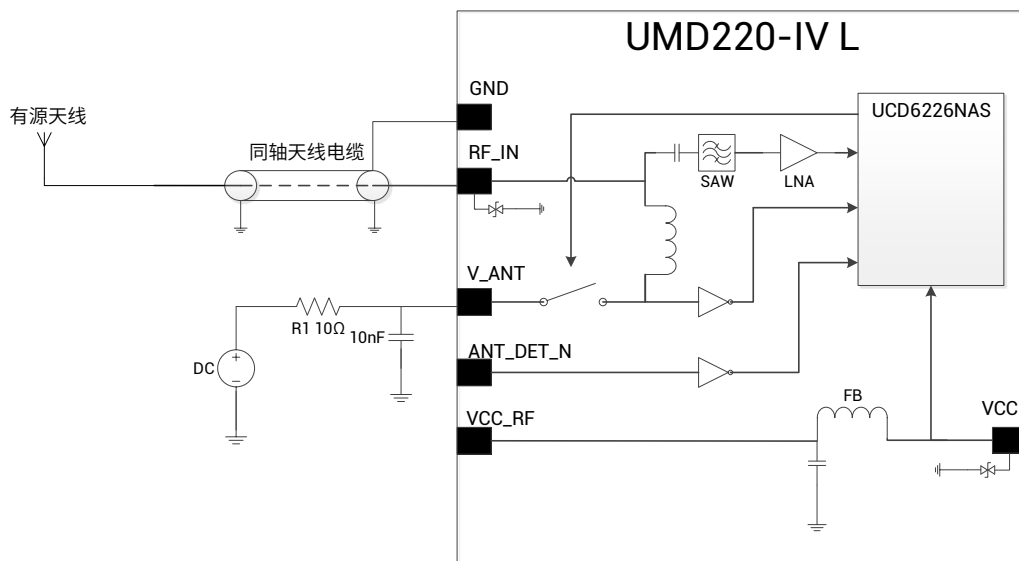 UMD220-IV L
GND
UCD6226NAS
有源天线
同轴天线电缆
RF_IN
SAW
LNA
V_ANT
R1 10Ω
10nF
ANT_DET_N
DC
+
−
FB
VCC_RF
VCC